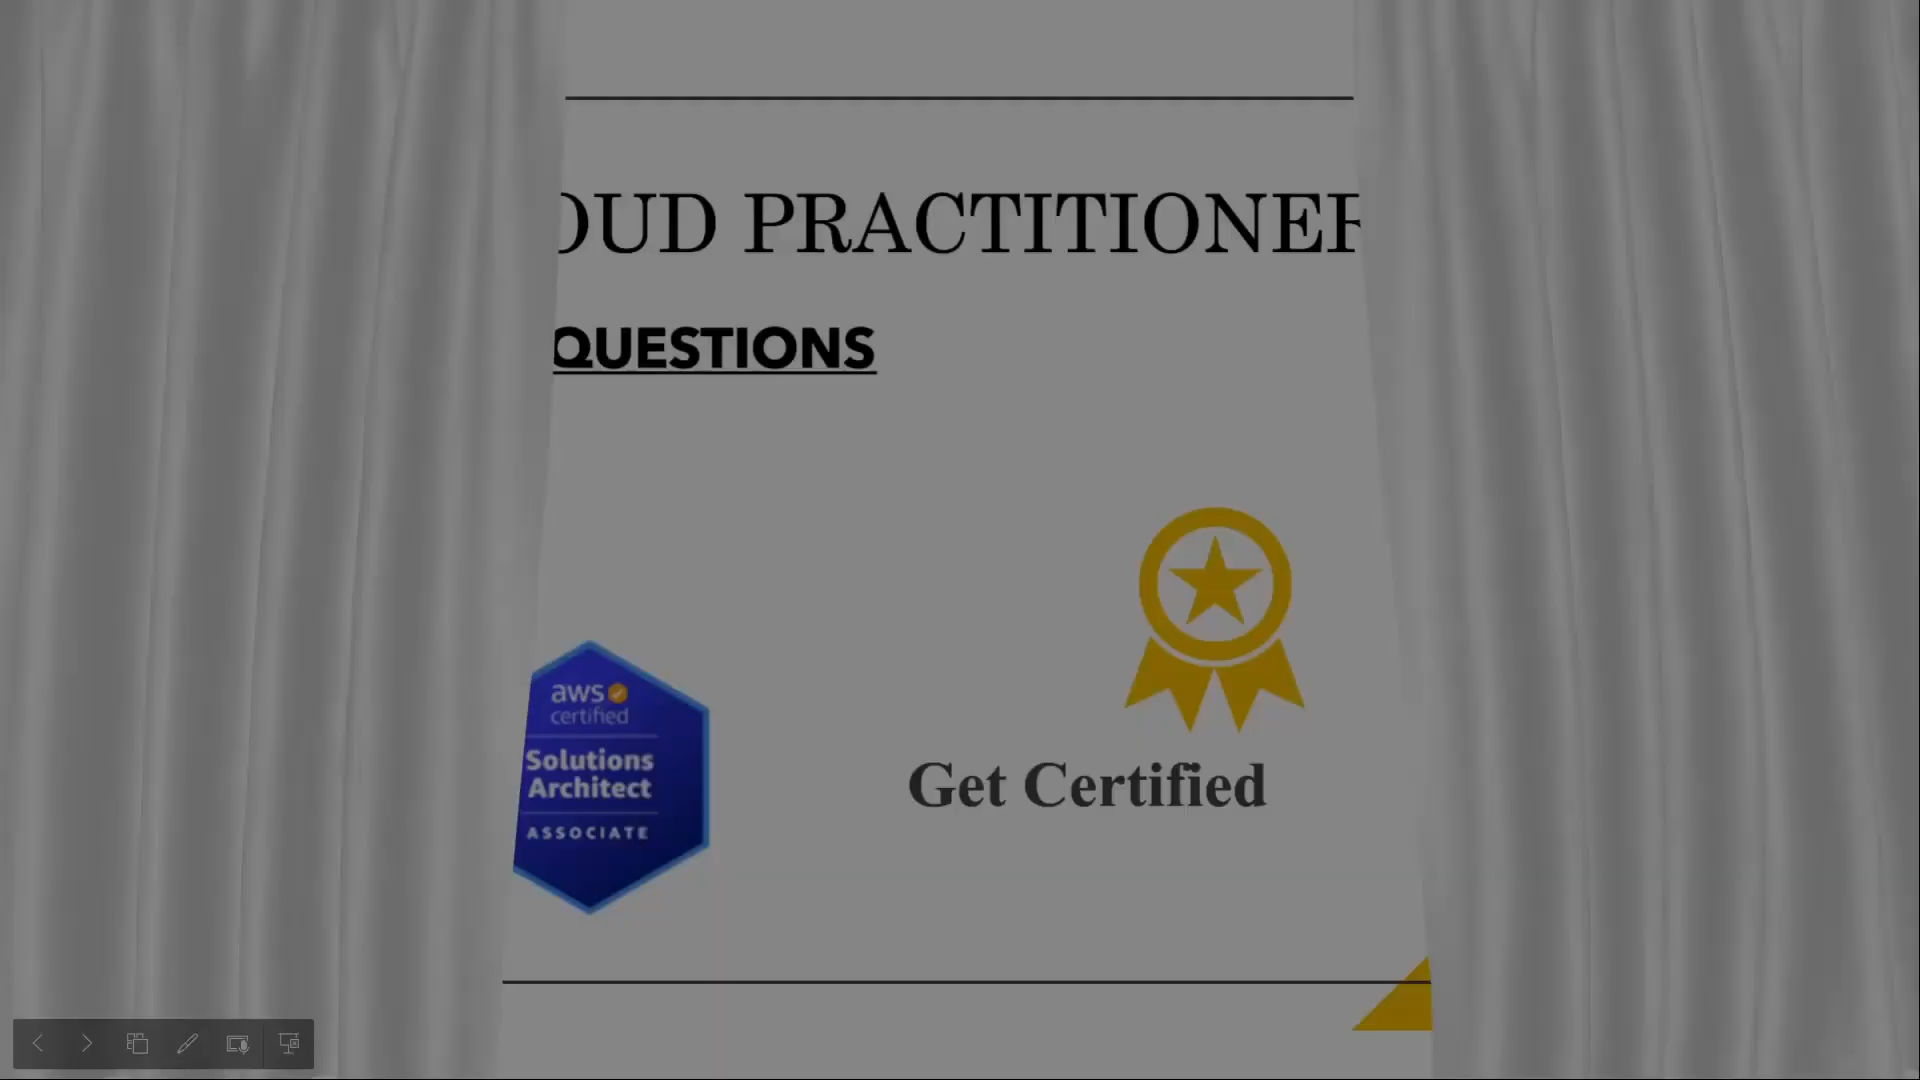 OUD PRACTITIONER
QUESTIONS
aws
certified
Solutions
Architect
ASSOCIATE
Get Certified